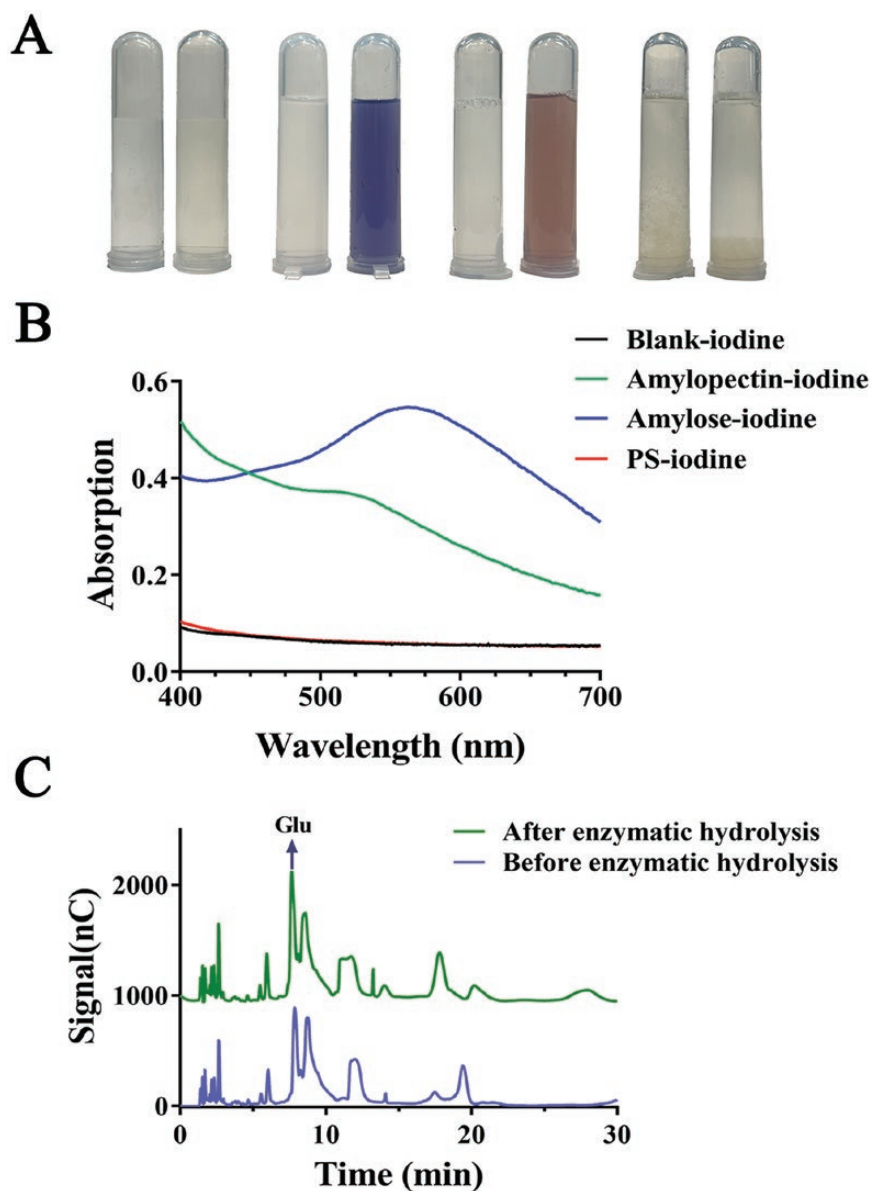 A
B
Blank-iodine
Amylopectin-iodine
Amylose-iodine
PS-iodine
0.6
0.4
0.2
0.0
Absorption
400
500
600
700
Wavelength (nm)
C
Glu
After enzymatic hydrolysis
Before enzymatic hydrolysis
2000
1000
0
Signal(nC)
0
10
20
30
Time (min)